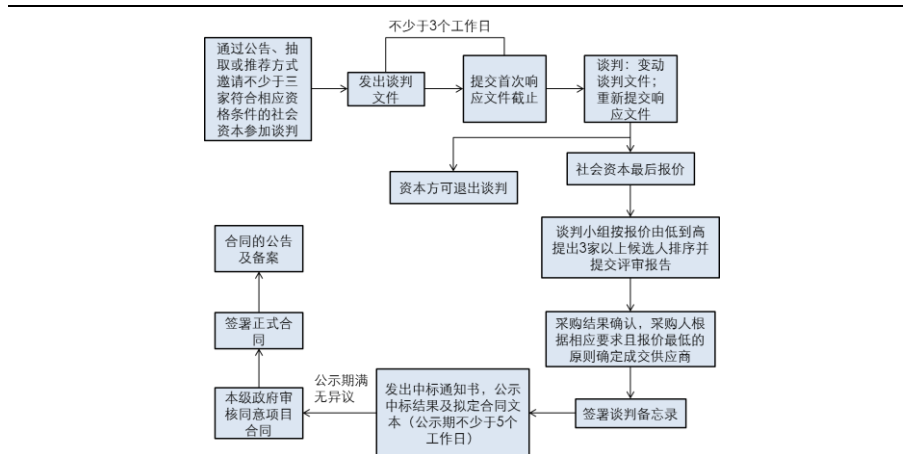 不少于3个工作日
通过公告、抽
取或推荐方式
邀请不少于三
家符合相应资
格条件的社会
资本参加谈判
发出谈判
文件
提交首次响
应文件截止
谈判：变动
谈判文件；
重新提交响
应文件
资本方可退出谈判
社会资本最后报价
谈判小组按报价由低到高
提出3家以上候选人排序并
提交评审报告
采购结果确认，采购人根
据相应要求且报价最低的
原则确定成交供应商
签署谈判备忘录
发出中标通知书，公示
中标结果及拟定合同文
本（公示期不少于5个
工作日）
公示期满
无异议
本级政府审
核同意项目
合同
签署正式合
同
合同的公告
及备案